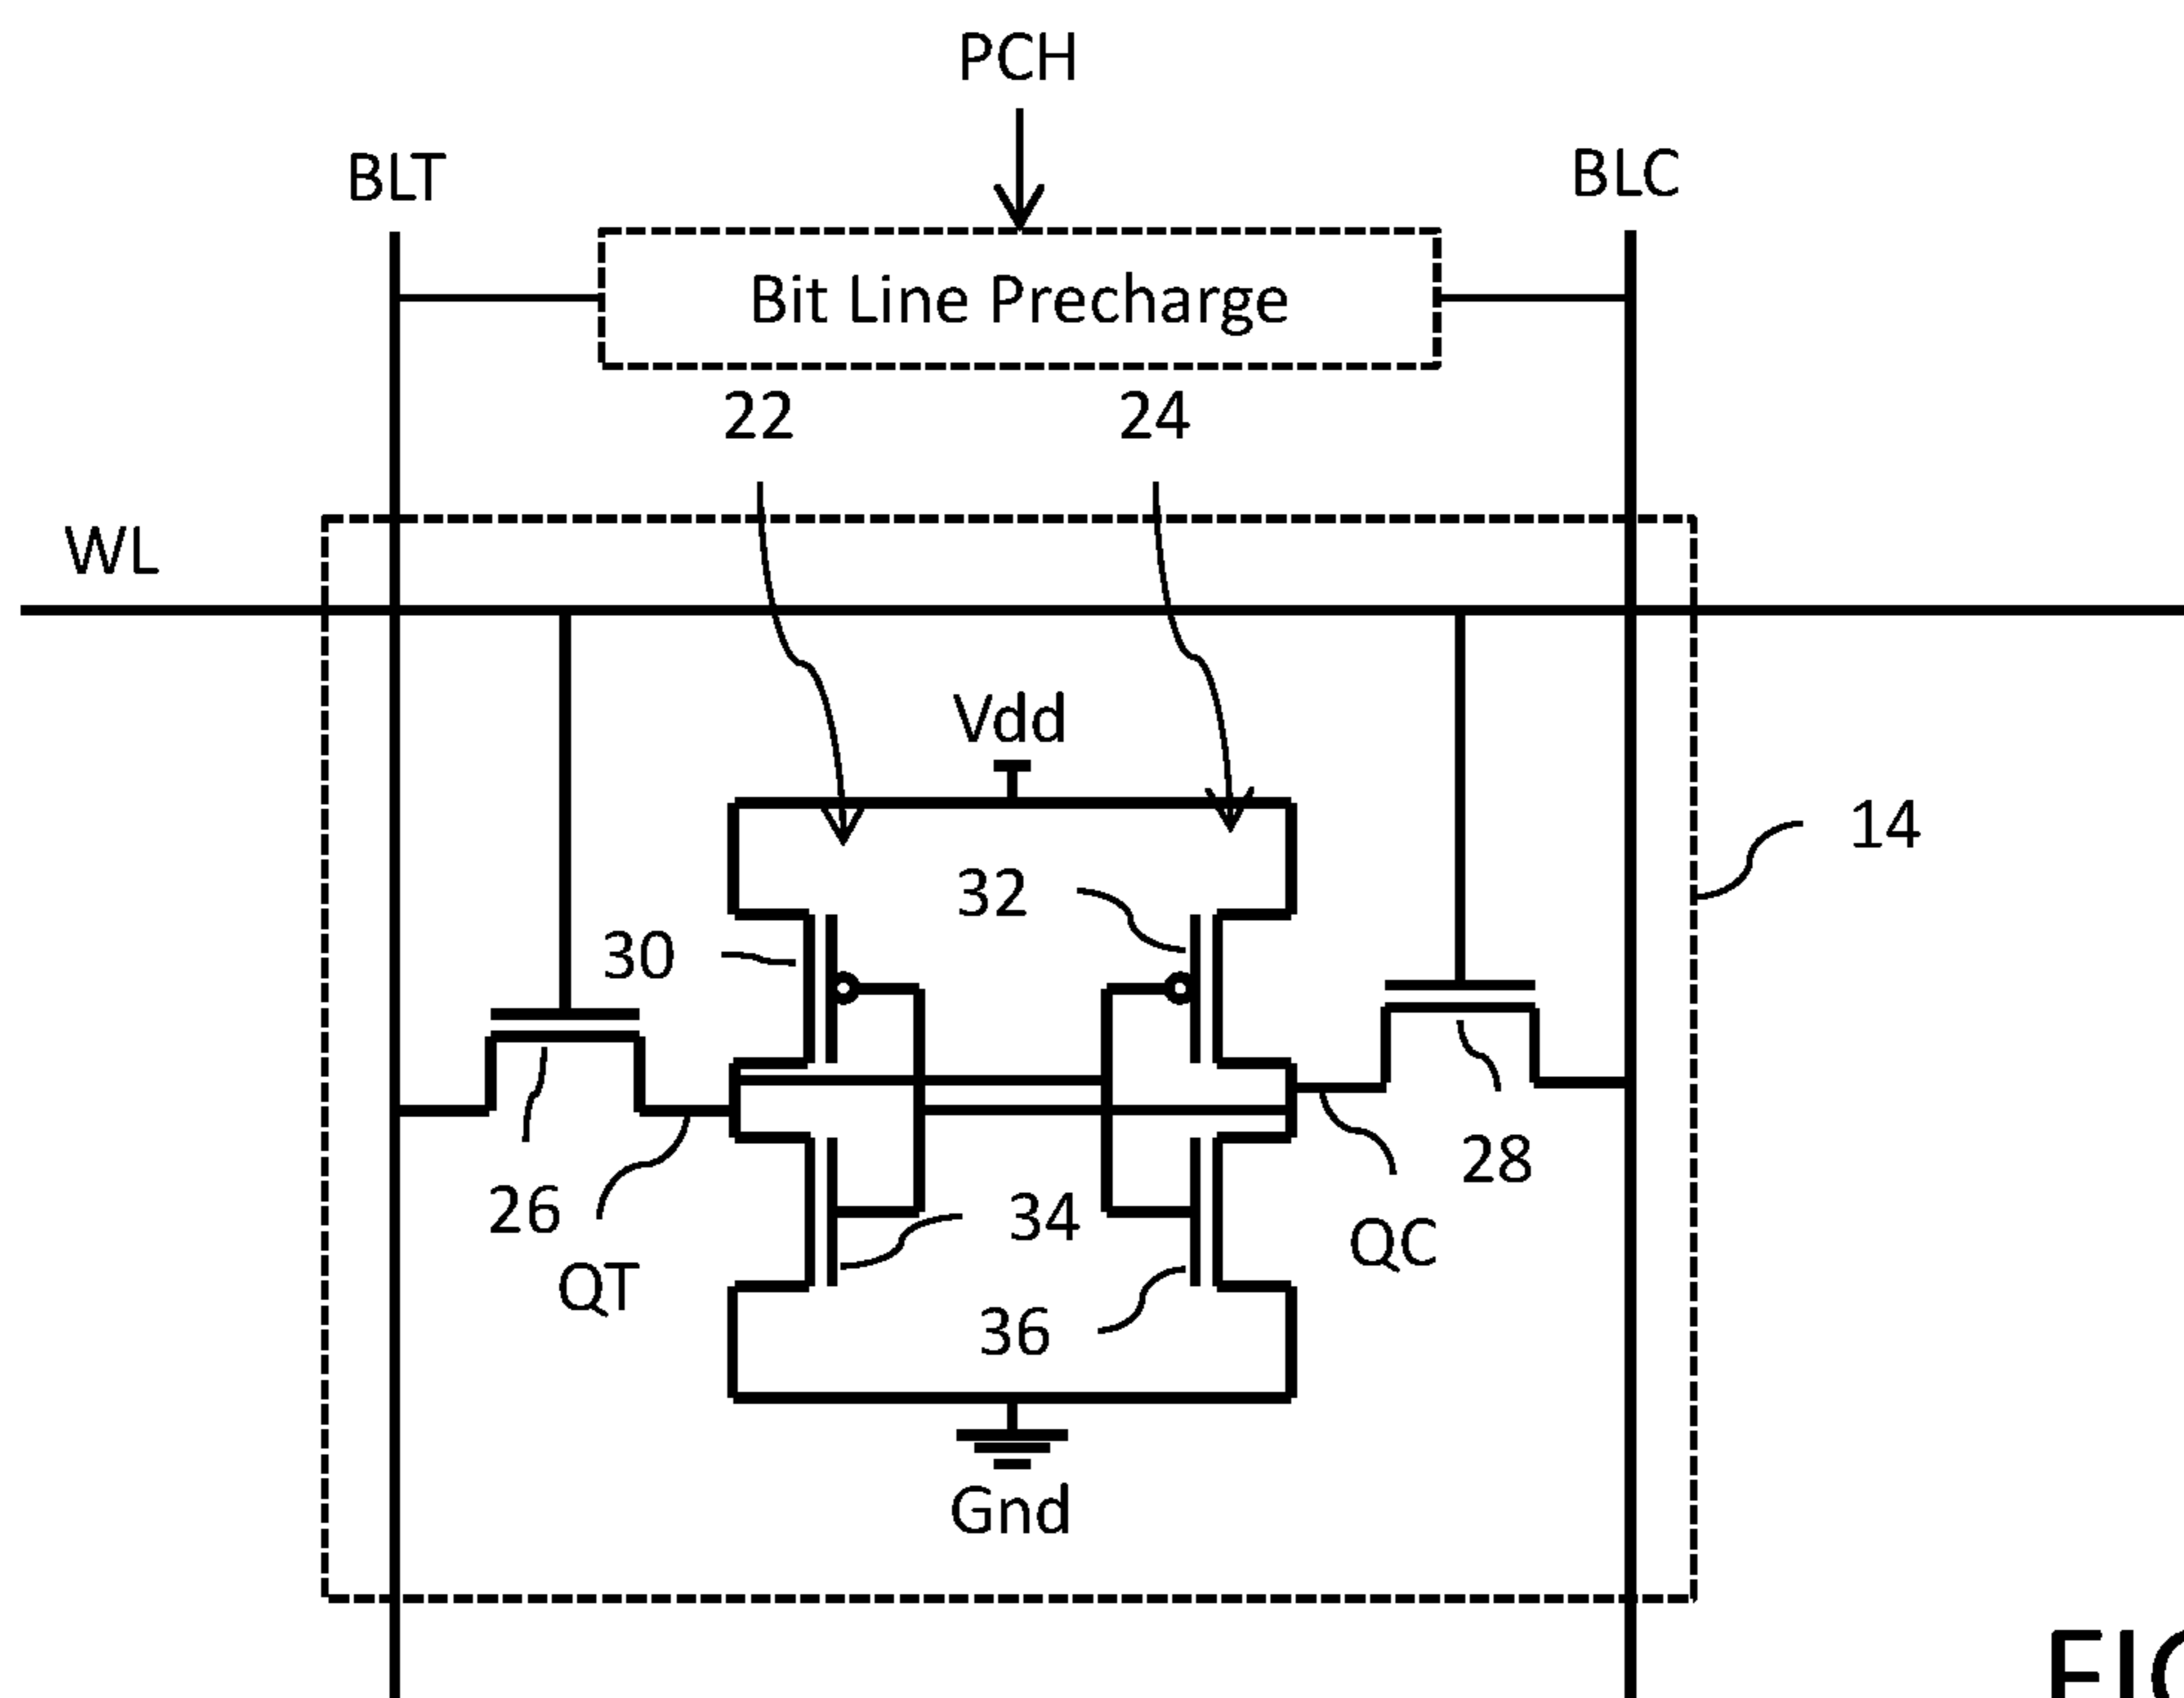 PCH
BLT
BLC
Bit Line Precharge
22
24
WL
Vdd
14
32
30
28
26
34
QC
QT
36
Gnd